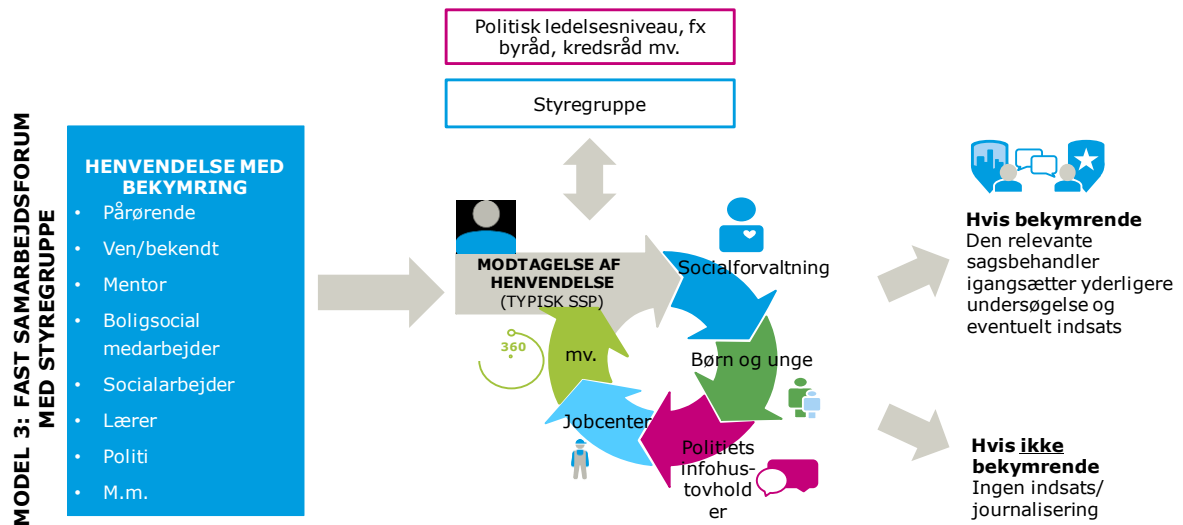 MODEL 3: FAST SAMARBEJDSFORUM
MED STYREGRUPPE
Politisk ledelsesniveau, fx
byråd, kredsråd mv.
Styregruppe
HENVENDELSE MED
BEKYMRING
• Pårørende
• Ven/bekendt
• Mentor
• Boligsocial
medarbejder
• Socialarbejder
• Lærer
• Politi
• M.m.
MODTAGELSE AF
HENVENDELSE
(TYPISK SSP)
Socialforvaltning
Børn og unge
Politiets
infohus-
tovhold
er
Jobcenter
mv.
360
Hvis bekymrende
Den relevante
sagsbehandler
igangsætter yderligere
undersøgelse og
eventuelt indsats
Hvis ikke
bekymrende
Ingen indsats/
journalisering